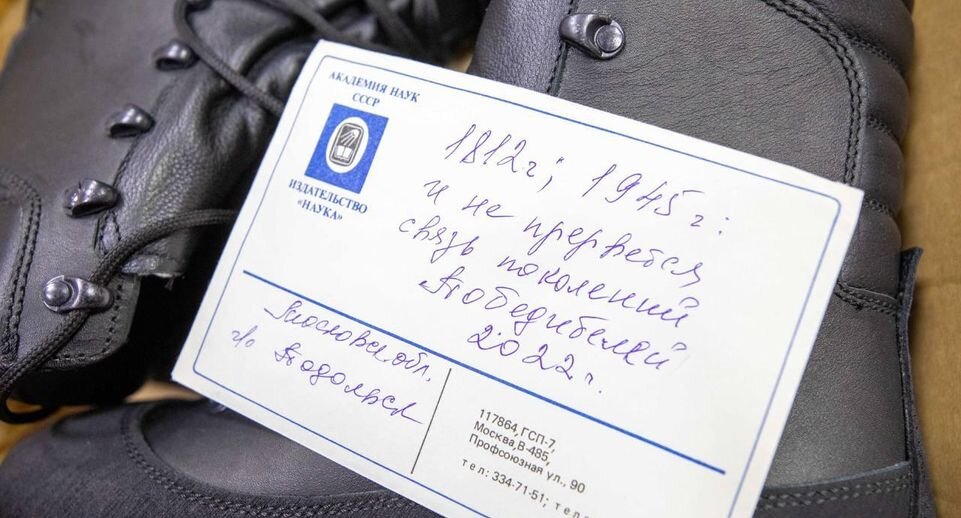 АКАДЕМИЯ НАУК
СССР
ИЗДАТЕЛЬСТВО
«НАУКА»
1812г; 1945г:
и не прервется
связь поколений
Победителей
2022г.
Московск. обл.
г/о Подольск
117864, ГСП-7,
Москва, В-485,
Профсоюзная ул., 90
тел: 334-71-51;